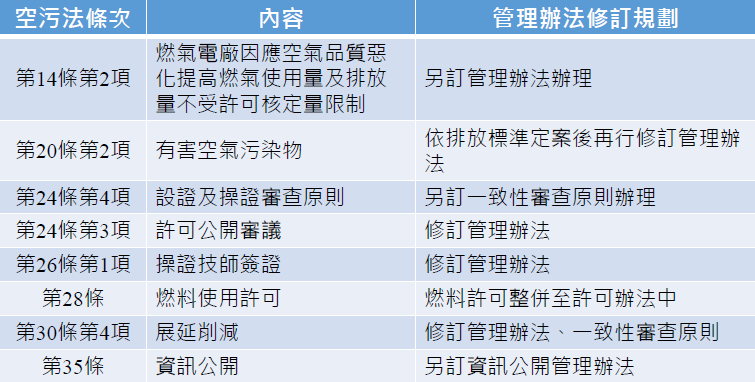 空污法條次 內容 管理辦法修訂規劃
第14條第2項 燃氣電廠因應空氣品質惡 另訂管理辦法辦理
化提高燃氣使用量及排放
量不受許可核定量限制
第20條第2項 有害空氣污染物 依排放標準定案後再行修訂管理辦
法
第24條第4項 設證及操證審查原則 另訂一致性審查原則辦理
第24條第3項 許可公開審議 修訂管理辦法
第26條第1項 操證技師簽證 修訂管理辦法
第28條 燃料使用許可 燃料許可整併至許可辦法中
第30條第4項 展延削減 修訂管理辦法、一致性審查原則
第35條 資訊公開 另訂資訊公開管理辦法